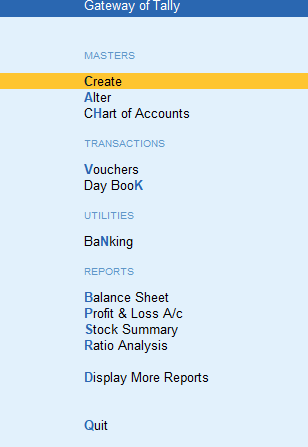 Gateway of Tally
MASTERS
Create
Alter
CHart of Accounts
TRANSACTIONS
Vouchers
Day BooK
UTILITIES
BaNking
REPORTS
Balance Sheet
Profit & Loss A/c
Stock Summary
Ratio Analysis
Display More Reports
Quit